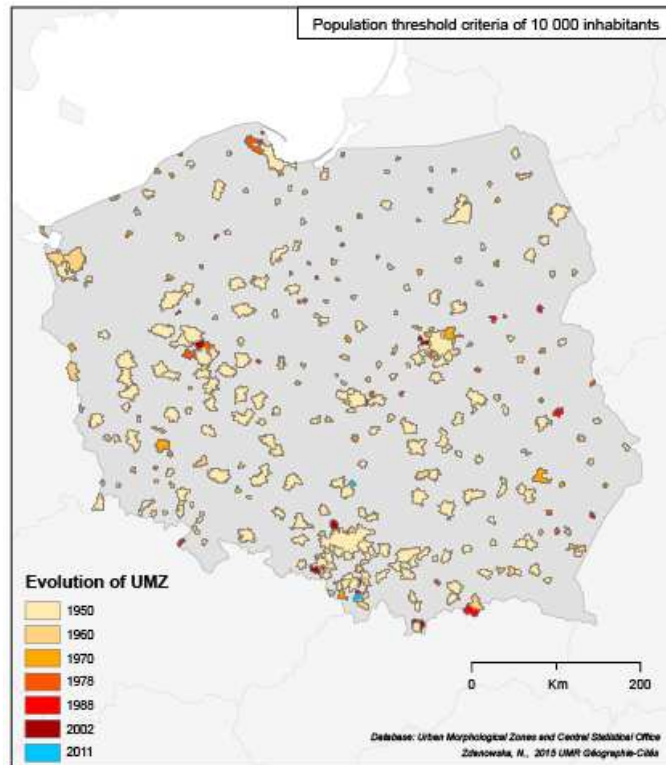 Population threshold criteria of 10 000 inhabitants
Evolution of UMZ
1950
1960
1970
1978
1988
2002
2011
0 Km 200
Database: Urban Morphological Zones and Central Statistical Office
Zdanowska, N., 2015 UMR Géographie-Cités